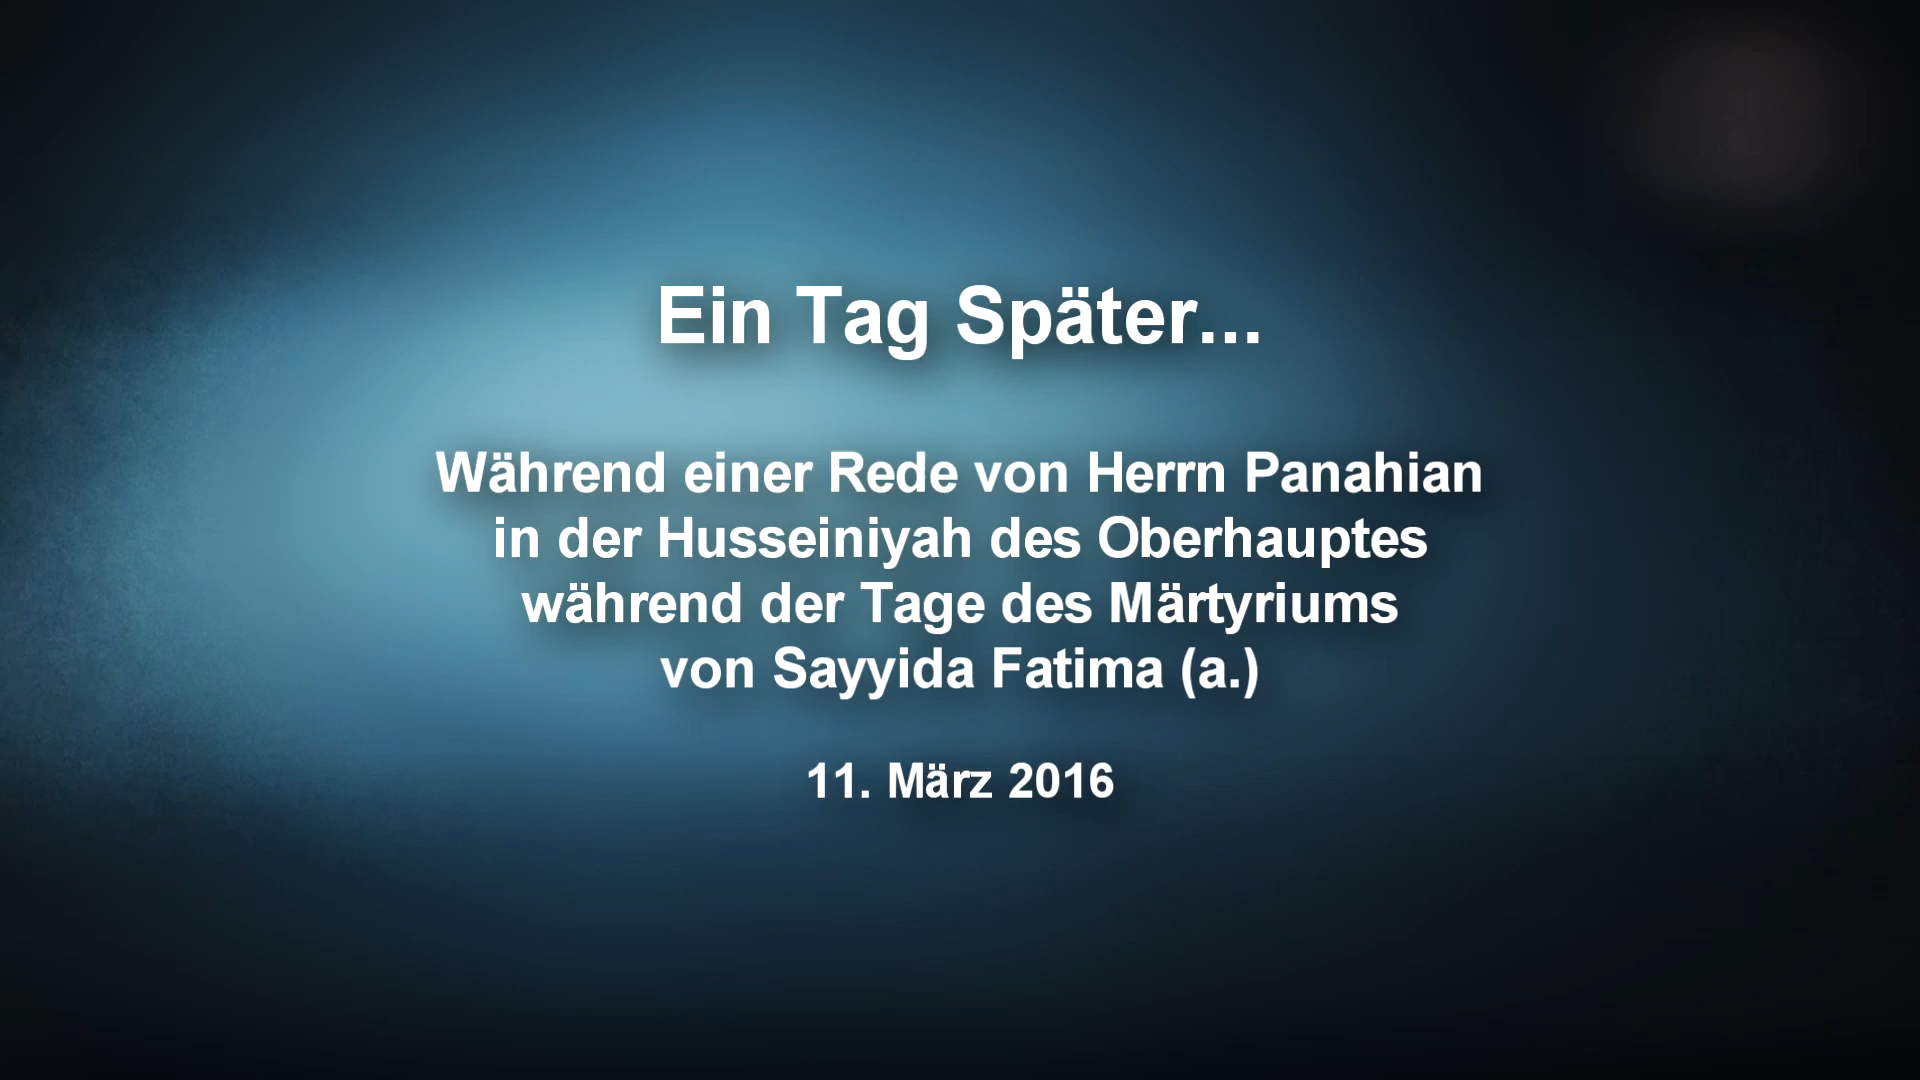 Ein Tag Später...
Während einer Rede von Herrn Panahian
in der Husseiniyah des Oberhauptes
während der Tage des Märtyriums
von Sayyida Fatima (a.)
11. März 2016